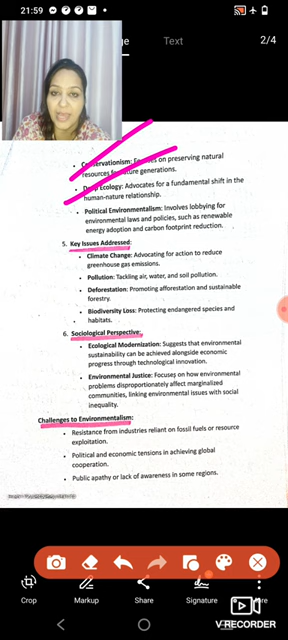 21:59
Text
2/4
Conservationism: Focuses on preserving natural
resources for future generations.
Deep Ecology: Advocates for a fundamental shift in the
human-nature relationship.
Political Environmentalism: Involves lobbying for
environmental laws and policies, such as renewable
energy adoption and carbon footprint reduction.
5. Key Issues Addressed:
Climate Change: Advocating for action to reduce
greenhouse gas emissions.
Pollution: Tackling air, water, and soil pollution.
Deforestation: Promoting afforestation and sustainable
forestry.
Biodiversity Loss: Protecting endangered species and
habitats.
6. Sociological Perspective:
Ecological Modernization: Suggests that environmental
sustainability can be achieved alongside economic
progress through technological innovation.
Environmental Justice: Focuses on how environmental
problems disproportionately affect marginalized
communities, linking environmental issues with social
inequality.
Challenges to Environmentalism:
Resistance from industries reliant on fossil fuels or resource
exploitation.
Political and economic tensions in achieving global
cooperation.
Public apathy or lack of awareness in some regions.
Crop
Markup
Share
Signature
V RECORDER